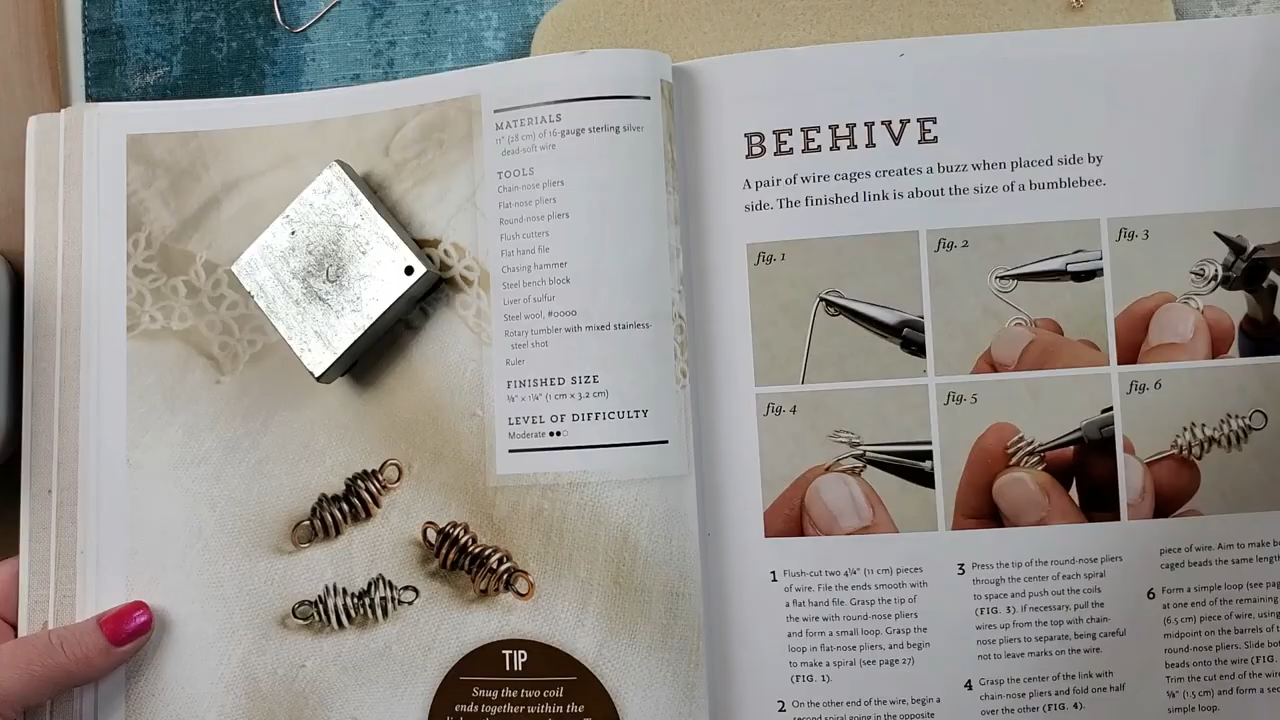 MATERIALS
11" (28 cm) of 16-gauge sterling silver
dead-soft wire
TOOLS
Chain-nose pliers
Flat-nose pliers
Round-nose pliers
Flush cutters
Flat hand file
Chasing hammer
Steel bench block
Liver of sulfur
Steel wool, #0000
Rotary tumbler with mixed stainless-
steel shot
Ruler
FINISHED SIZE
⅜" × 1¼" (1 cm x 3.2 cm)
LEVEL OF DIFFICULTY
Moderate
TIP
Snug the two coil
ends together within the
BEEHIVE
A pair of wire cages creates a buzz when placed side by
side. The finished link is about the size of a bumblebee.
fig. 1
fig. 2
fig. 3
fig. 4
fig. 5
fig. 6
1 Flush-cut two 4¼" (11 cm) pieces
of wire. File the ends smooth with
a flat hand file. Grasp the tip of
the wire with round-nose pliers
and form a small loop. Grasp the
loop in flat-nose pliers, and begin
to make a spiral (see page 27)
(FIG. 1).
2 On the other end of the wire, begin a
second spiral going in the opposite
3 Press the tip of the round-nose pliers
through the center of each spiral
to space and push out the coils
(FIG. 3). If necessary, pull the
wires up from the top with chain-
nose pliers to separate, being careful
not to leave marks on the wire.
4 Grasp the center of the link with
chain-nose pliers and fold one half
over the other (FIG. 4).
piece of wire. Aim to make
caged beads the same
6 Form a simple loop (see
at one end of the remaining
(6.5 cm) piece of wire, using
midpoint on the barrels of
round-nose pliers. Slide
beads onto the wire
Trim the cut end of the
⅝" (1.5 cm) and form a
simple loop.